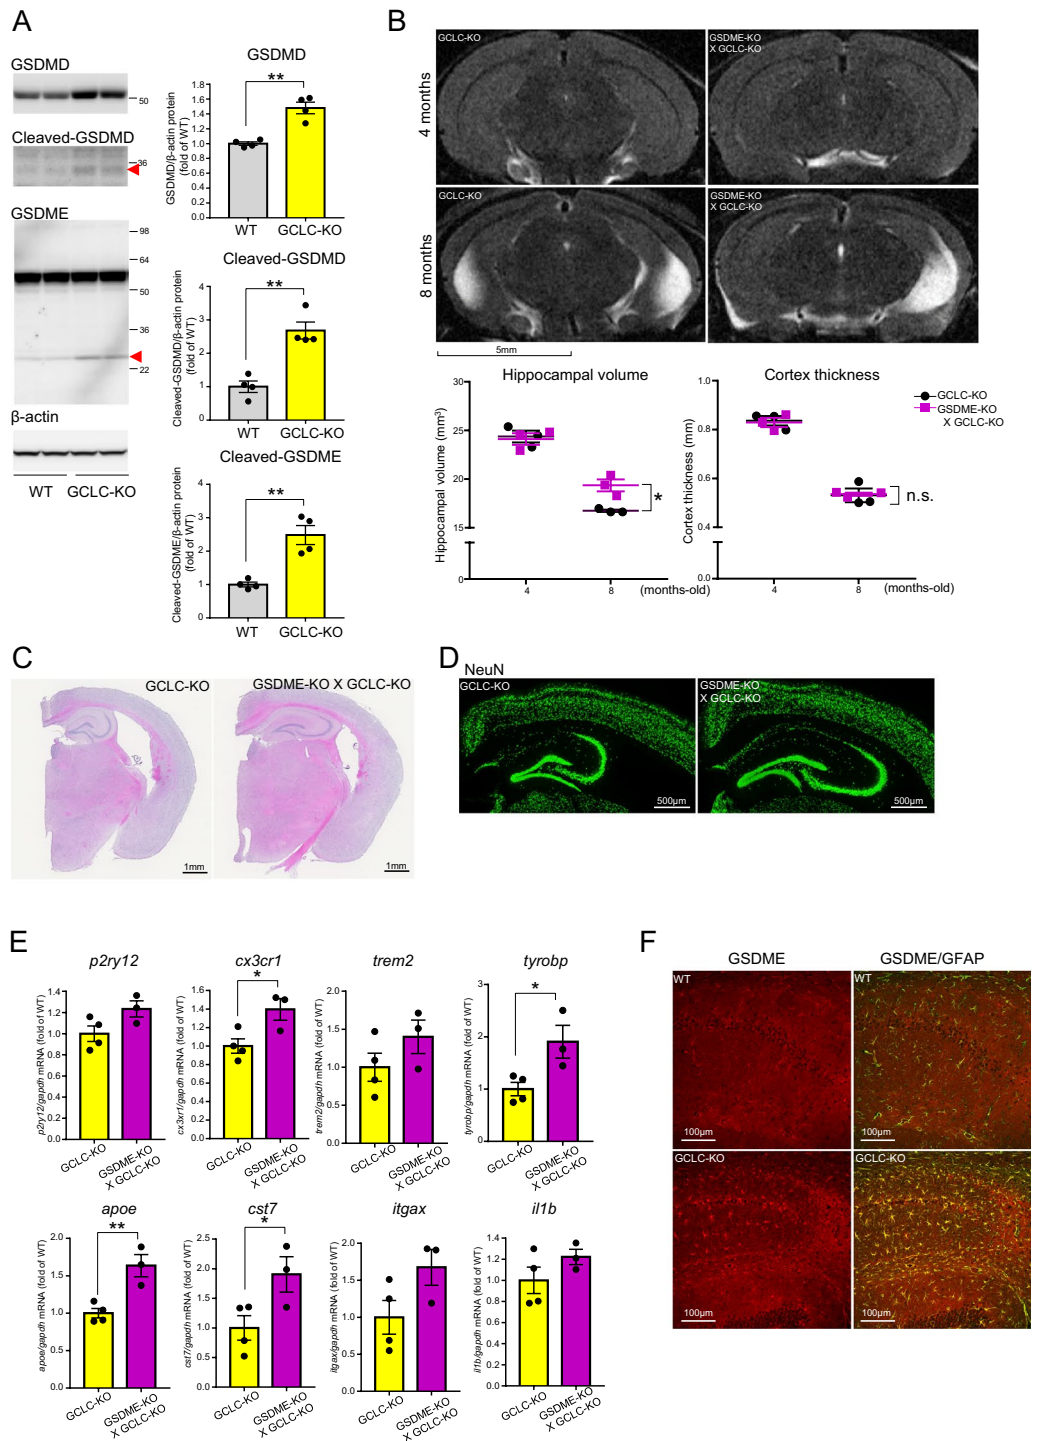 A
GSDMD
50
Cleaved-GSDMD
36
GSDME
98
64
50
36
22
β-actin
WT GCLC-KO
GSDMD
GSDMD/β-actin protein
(fold of WT)
1.8
1.6
1.4
1.2
1.0
0.8
0.6
0.4
0.2
0.0
**
WT GCLC-KO
Cleaved-GSDMD
Cleaved-GSDMD/β-actin protein
(fold of WT)
4
3
2
1
0
**
WT GCLC-KO
Cleaved-GSDME
Cleaved-GSDME/β-actin protein
(fold of WT)
4
3
2
1
0
**
WT GCLC-KO
B
4 months
GCLC-KO
GSDME-KO
X GCLC-KO
8 months
GCLC-KO
GSDME-KO
X GCLC-KO
5mm
Hippocampal volume
Hippocampal volume (mm³)
30
25
20
15
0
*
4 8 (months-old)
Cortex thickness
Cortex thickness (mm)
1.0
0.8
0.6
0.4
0.0
n.s.
4 8 (months-old)
GCLC-KO
GSDME-KO
X GCLC-KO
C
GCLC-KO
1mm
GSDME-KO X GCLC-KO
1mm
D
NeuN
GCLC-KO
500μm
GSDME-KO
X GCLC-KO
500μm
E
p2ry12
p2ry12/gapdh mRNA (fold of WT)
1.4
1.2
1.0
0.8
0.6
0.4
0.2
0.0
GCLC-KO
GSDME-KO
X GCLC-KO
cx3cr1
cx3xr1/gapdh mRNA (fold of WT)
1.6
1.4
1.2
1.0
0.8
0.6
0.4
0.2
0.0
*
GCLC-KO
GSDME-KO
X GCLC-KO
trem2
trem2/gapdh mRNA (fold of WT)
2.0
1.5
1.0
0.5
0.0
GCLC-KO
GSDME-KO
X GCLC-KO
tyrobp
tyrobp/gapdh mRNA (fold of WT)
3
2
1
0
*
GCLC-KO
GSDME-KO
X GCLC-KO
apoe
apoe/gapdh mRNA (fold of WT)
2.0
1.5
1.0
0.5
0.0
**
GCLC-KO
GSDME-KO
X GCLC-KO
cst7
cst7/gapdh mRNA (fold of WT)
2.5
2.0
1.5
1.0
0.5
0.0
*
GCLC-KO
GSDME-KO
X GCLC-KO
itgax
itgax/gapdh mRNA (fold of WT)
2.0
1.5
1.0
0.5
0.0
GCLC-KO
GSDME-KO
X GCLC-KO
il1b
il1b/gapdh mRNA (fold of WT)
1.4
1.2
1.0
0.8
0.6
0.4
0.2
0.0
GCLC-KO
GSDME-KO
X GCLC-KO
F
GSDME GSDME/GFAP
WT
100μm
WT
100μm
GCLC-KO
100μm
GCLC-KO
100μm